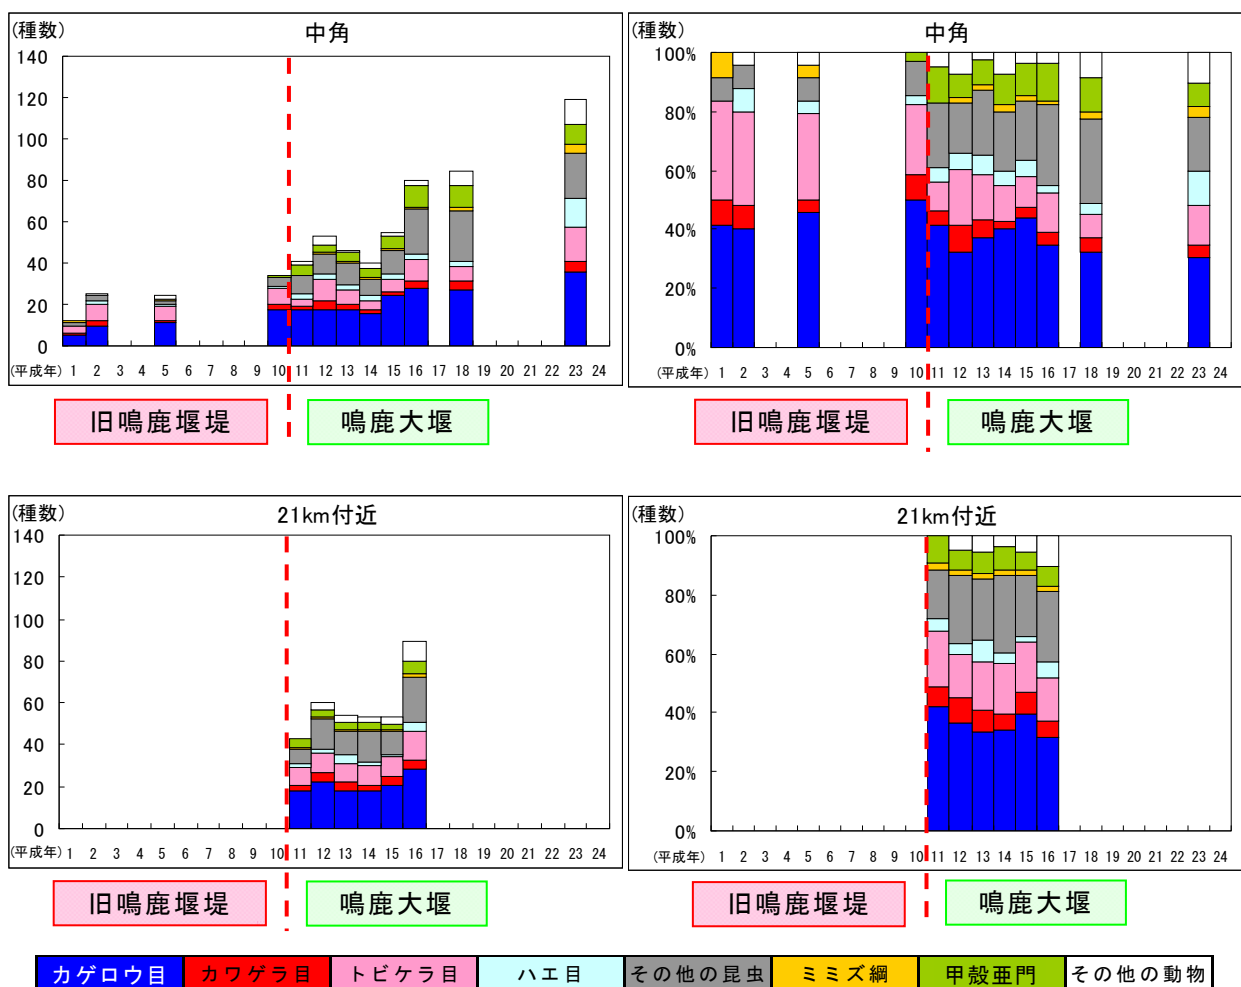 (種数)
中角
140
120
100
80
60
40
20
0
(平成年) 1 2 3 4 5 6 7 8 9 10 11 12 13 14 15 16 17 18 19 20 21 22 23 24
旧鳴鹿堰堤
鳴鹿大堰
(種数)
中角
100%
80%
60%
40%
20%
0%
(平成年) 1 2 3 4 5 6 7 8 9 10 11 12 13 14 15 16 17 18 19 20 21 22 23 24
旧鳴鹿堰堤
鳴鹿大堰
(種数)
21km付近
140
120
100
80
60
40
20
0
(平成年) 1 2 3 4 5 6 7 8 9 10 11 12 13 14 15 16 17 18 19 20 21 22 23 24
旧鳴鹿堰堤
鳴鹿大堰
(種数)
21km付近
100%
80%
60%
40%
20%
0%
(平成年) 1 2 3 4 5 6 7 8 9 10 11 12 13 14 15 16 17 18 19 20 21 22 23 24
旧鳴鹿堰堤
鳴鹿大堰
カゲロウ目 カワゲラ目 トビケラ目 ハエ目 その他の昆虫 ミミズ綱 甲殻亜門 その他の動物